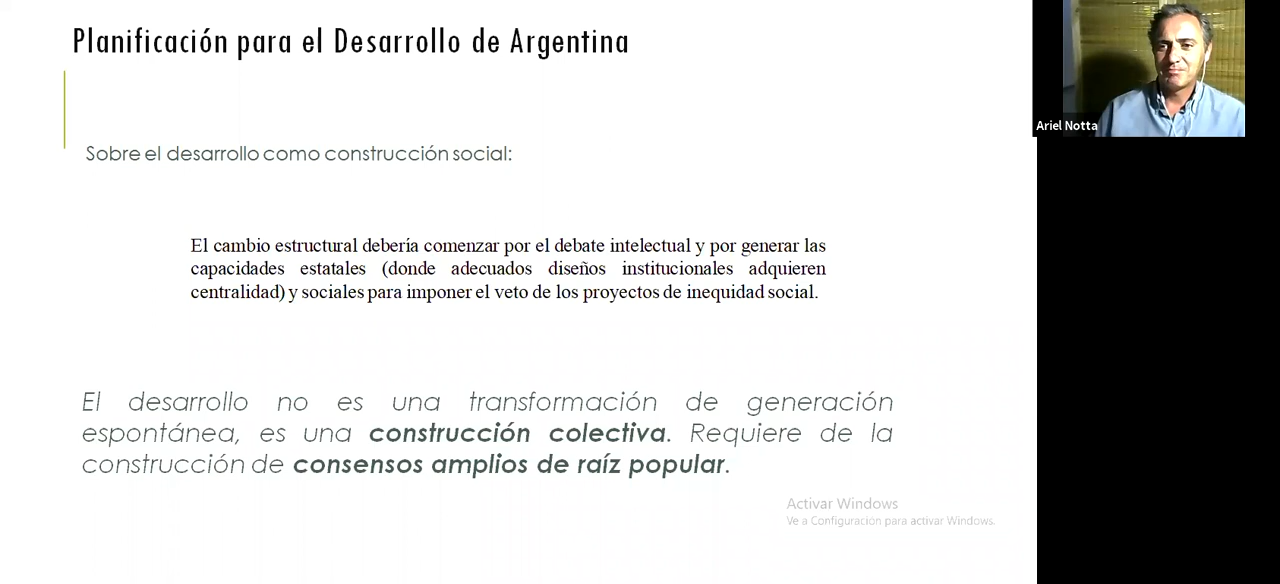 Planificación para el Desarrollo de Argentina
Ariel Notta
Sobre el desarrollo como construcción social:
El cambio estructural debería comenzar por el debate intelectual y por generar las
capacidades estatales (donde adecuados diseños institucionales adquieren
centralidad) y sociales para imponer el veto de los proyectos de inequidad social.
El desarrollo no es una transformación de generación
espontánea, es una construcción colectiva. Requiere de la
construcción de consensos amplios de raíz popular.
Activar Windows
Ve a Configuración para activar Windows.